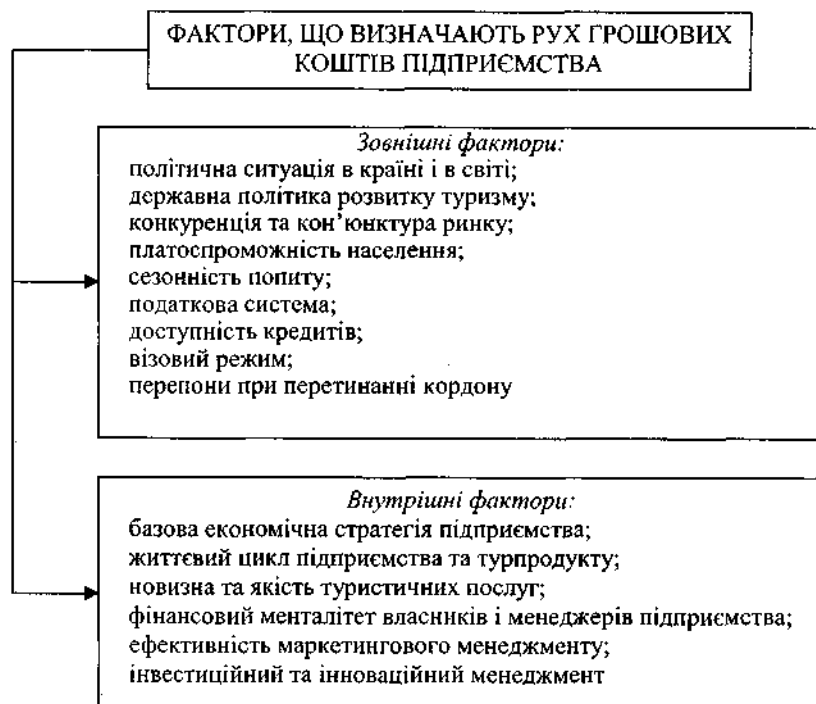 ФАКТОРИ, ЩО ВИЗНАЧАЮТЬ РУХ ГРОШОВИХ
КОШТІВ ПІДПРИЄМСТВА
Зовнішні фактори:
політична ситуація в країні і в світі;
державна політика розвитку туризму;
конкуренція та кон’юнктура ринку;
платоспроможність населення;
сезонність попиту;
податкова система;
доступність кредитів;
візовий режим;
перепони при перетинанні кордону
Внутрішні фактори:
базова економічна стратегія підприємства;
життєвий цикл підприємства та турпродукту;
новизна та якість туристичних послуг;
фінансовий менталітет власників і менеджерів підприємства;
ефективність маркетингового менеджменту;
інвестиційний та інноваційний менеджмент